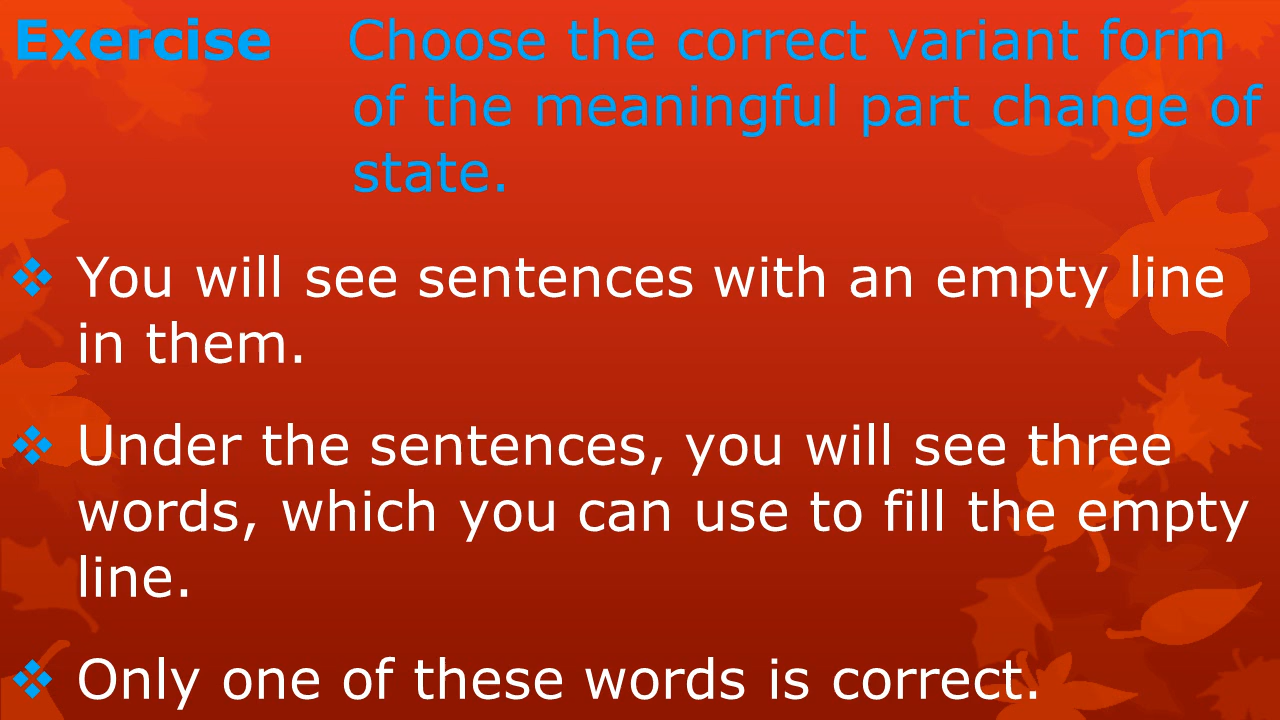 Exercise Choose the correct variant form
of the meaningful part change of
state.
❖ You will see sentences with an empty line
in them.
❖ Under the sentences, you will see three
words, which you can use to fill the empty
line.
❖ Only one of these words is correct.